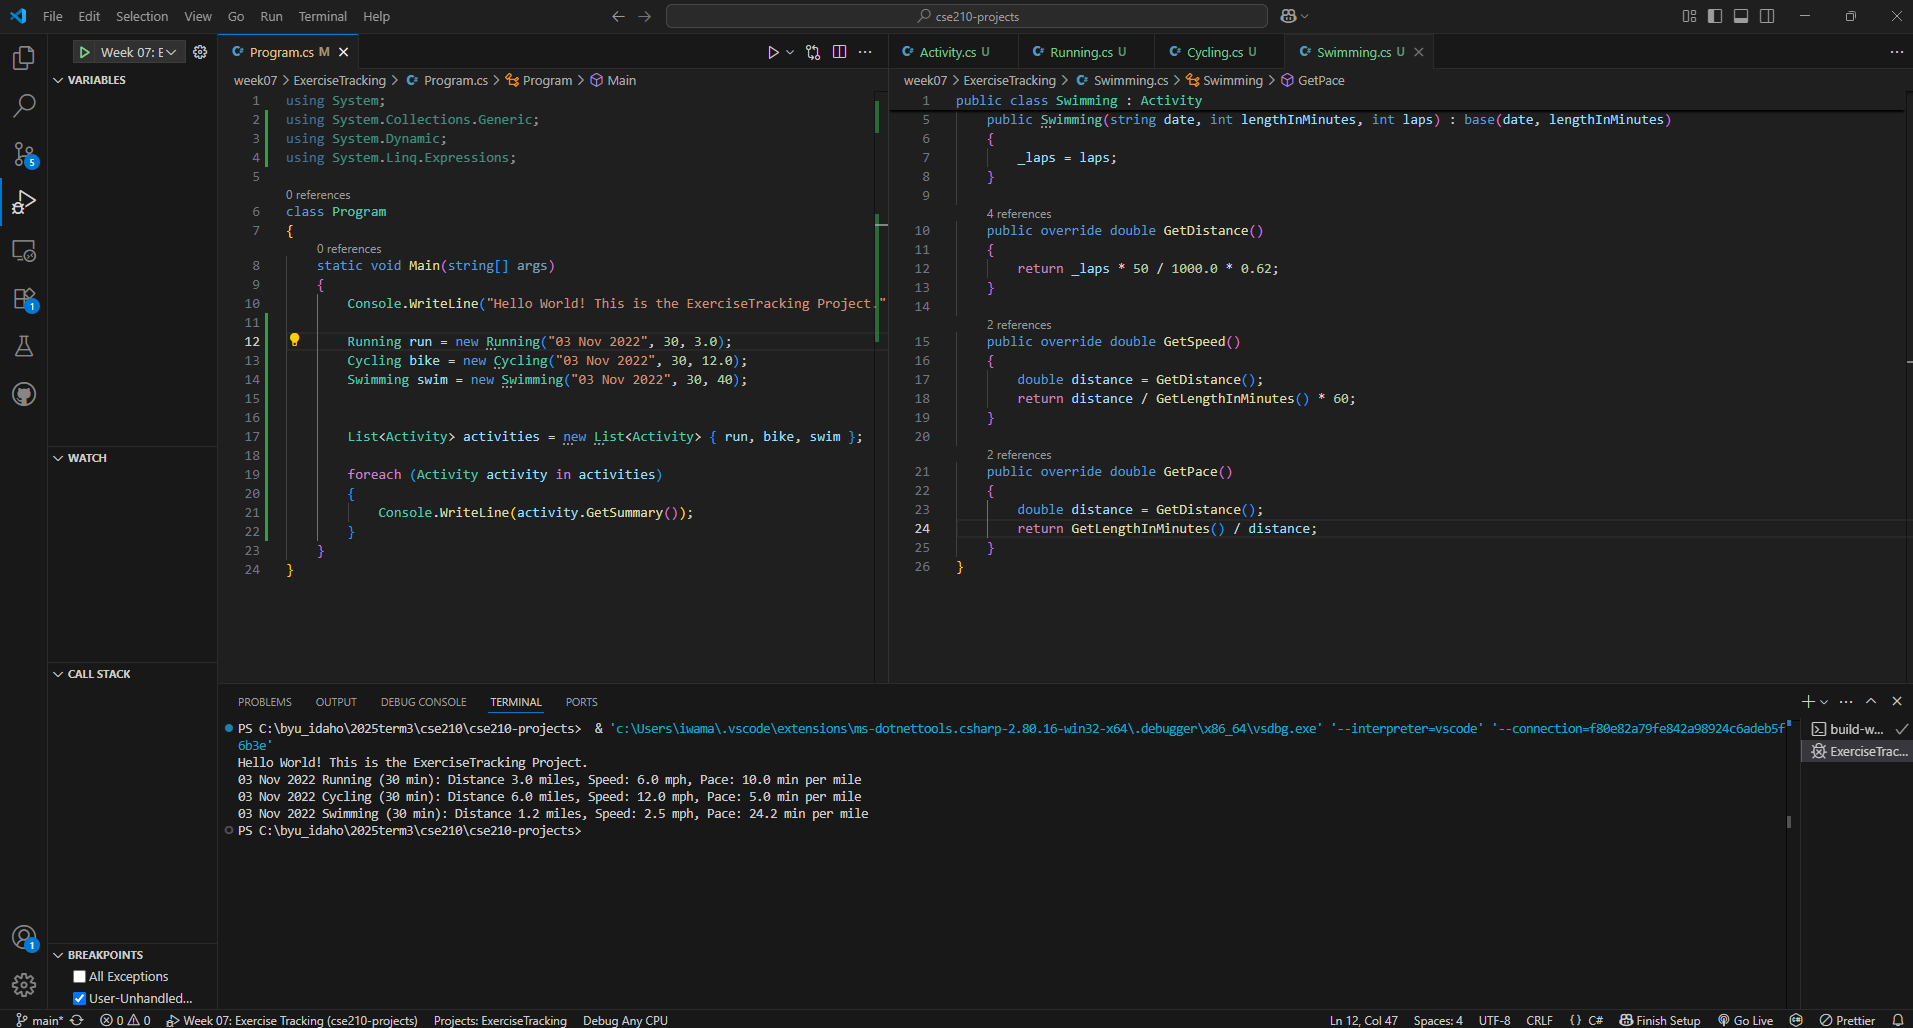 File Edit Selection View Go Run Terminal Help
cse210-projects
Week 07: E
VARIABLES
WATCH
CALL STACK
BREAKPOINTS
All Exceptions
User-Unhandled...
5
1
1
Program.cs M
week07 > ExerciseTracking > Program.cs > Program > Main
1 using System;
2 using System.Collections.Generic;
3 using System.Dynamic;
4 using System.Linq.Expressions;
5
0 references
6 class Program
7 {
0 references
8 static void Main(string[] args)
9 {
10 Console.WriteLine("Hello World! This is the ExerciseTracking Project."
11
12 Running run = new Running("03 Nov 2022", 30, 3.0);
13 Cycling bike = new Cycling("03 Nov 2022", 30, 12.0);
14 Swimming swim = new Swimming("03 Nov 2022", 30, 40);
15
16
17 List<Activity> activities = new List<Activity> { run, bike, swim };
18
19 foreach (Activity activity in activities)
20 {
21 Console.WriteLine(activity.GetSummary());
22 }
23 }
24 }
Activity.cs U Running.cs U Cycling.cs U Swimming.cs U
week07 > ExerciseTracking > Swimming.cs > Swimming > GetPace
1 public class Swimming : Activity
5 public Swimming(string date, int lengthInMinutes, int laps) : base(date, lengthInMinutes)
6 {
7 _laps = laps;
8 }
9
4 references
10 public override double GetDistance()
11 {
12 return _laps * 50 / 1000.0 * 0.62;
13 }
14
2 references
15 public override double GetSpeed()
16 {
17 double distance = GetDistance();
18 return distance / GetLengthInMinutes() * 60;
19 }
20
2 references
21 public override double GetPace()
22 {
23 double distance = GetDistance();
24 return GetLengthInMinutes() / distance;
25 }
26 }
PROBLEMS OUTPUT DEBUG CONSOLE TERMINAL PORTS
PS C:\byu_idaho\2025term3\cse210\cse210-projects> & 'c:\Users\iwama\.vscode\extensions\ms-dotnettools.csharp-2.80.16-win32-x64\.debugger\x86_64\vsdbg.exe' '--interpreter=vscode' '--connection=f80e82a79fe842a98924c6adeb5f
6b3e'
Hello World! This is the ExerciseTracking Project.
03 Nov 2022 Running (30 min): Distance 3.0 miles, Speed: 6.0 mph, Pace: 10.0 min per mile
03 Nov 2022 Cycling (30 min): Distance 6.0 miles, Speed: 12.0 mph, Pace: 5.0 min per mile
03 Nov 2022 Swimming (30 min): Distance 1.2 miles, Speed: 2.5 mph, Pace: 24.2 min per mile
PS C:\byu_idaho\2025term3\cse210\cse210-projects>
build-w...
ExerciseTrac...
main* 0 0 Week 07: Exercise Tracking (cse210-projects) Projects: ExerciseTracking Debug Any CPU
Ln 12, Col 47 Spaces: 4 UTF-8 CRLF {} C# Finish Setup Go Live Prettier